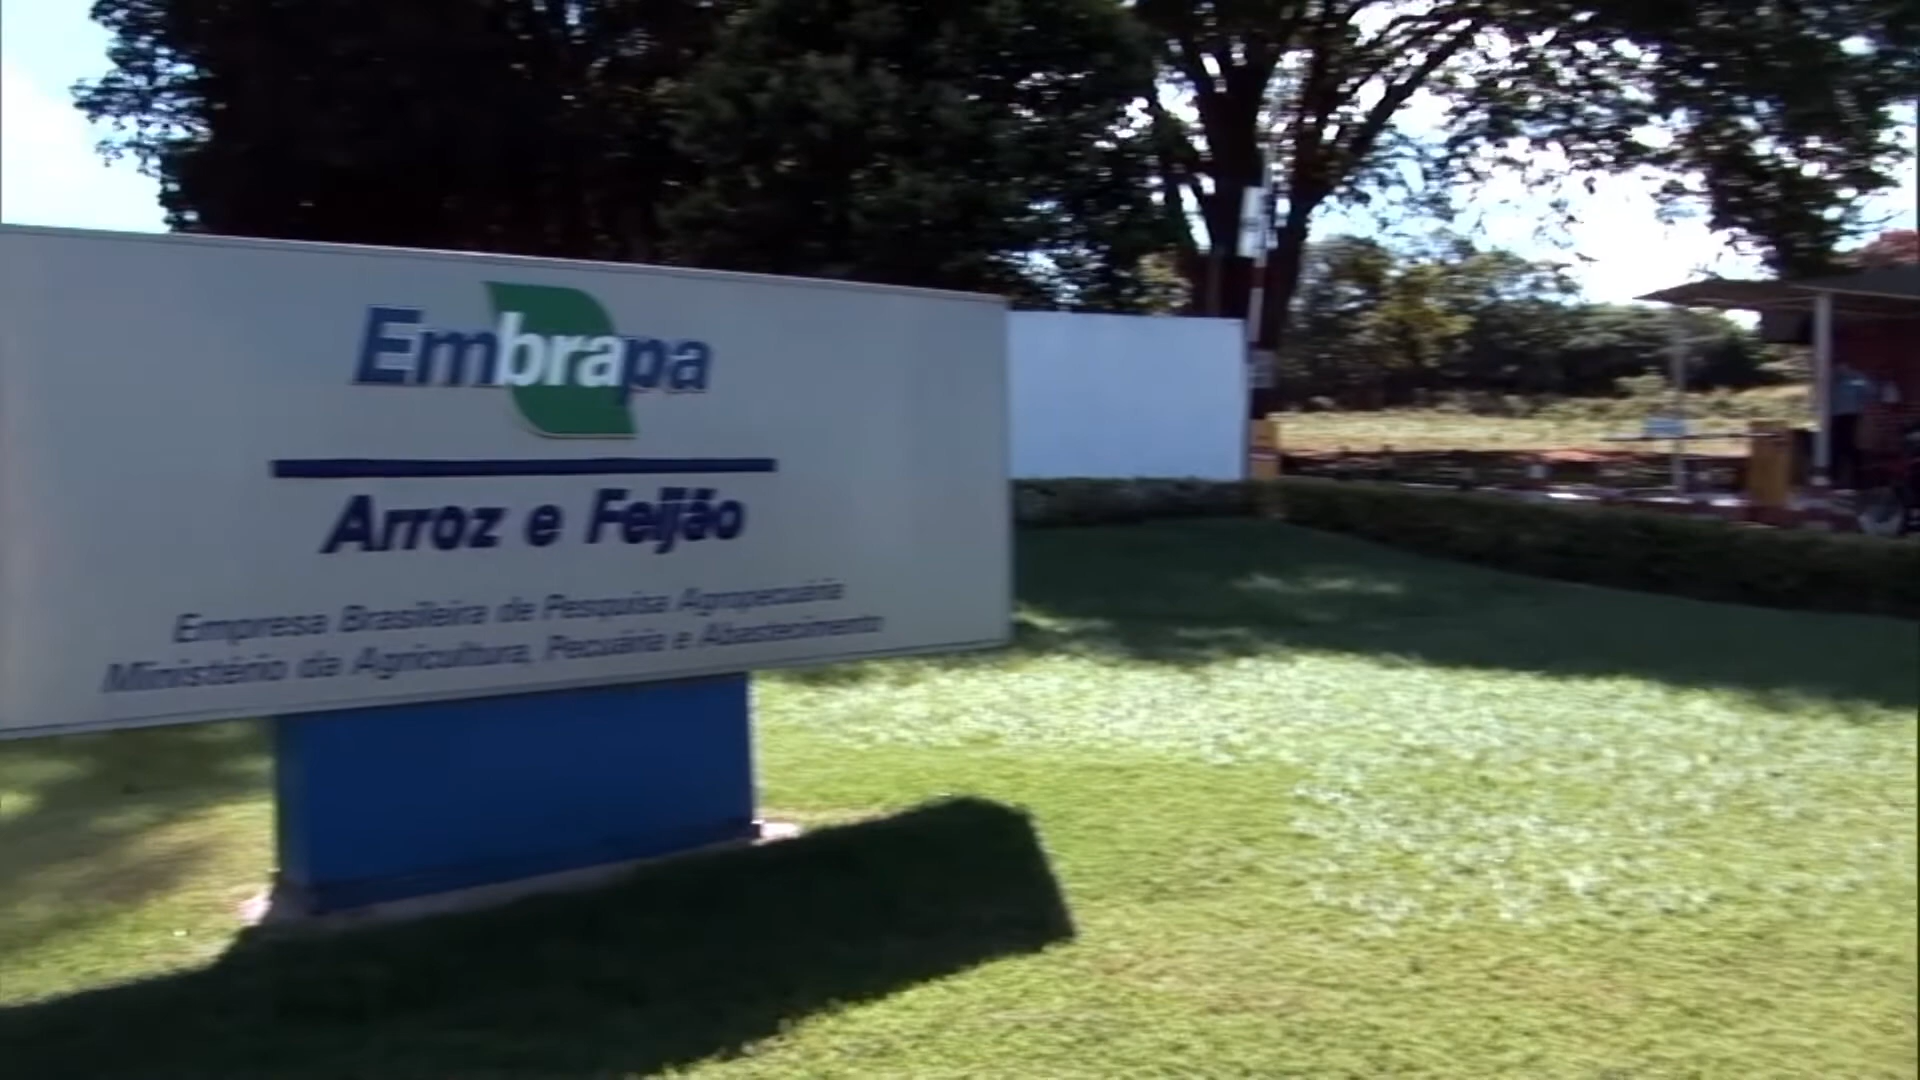 Embrapa
Arroz e Feijão
Empresa Brasileira de Pesquisa Agropecuária
Ministério da Agricultura, Pecuária e Abastecimento